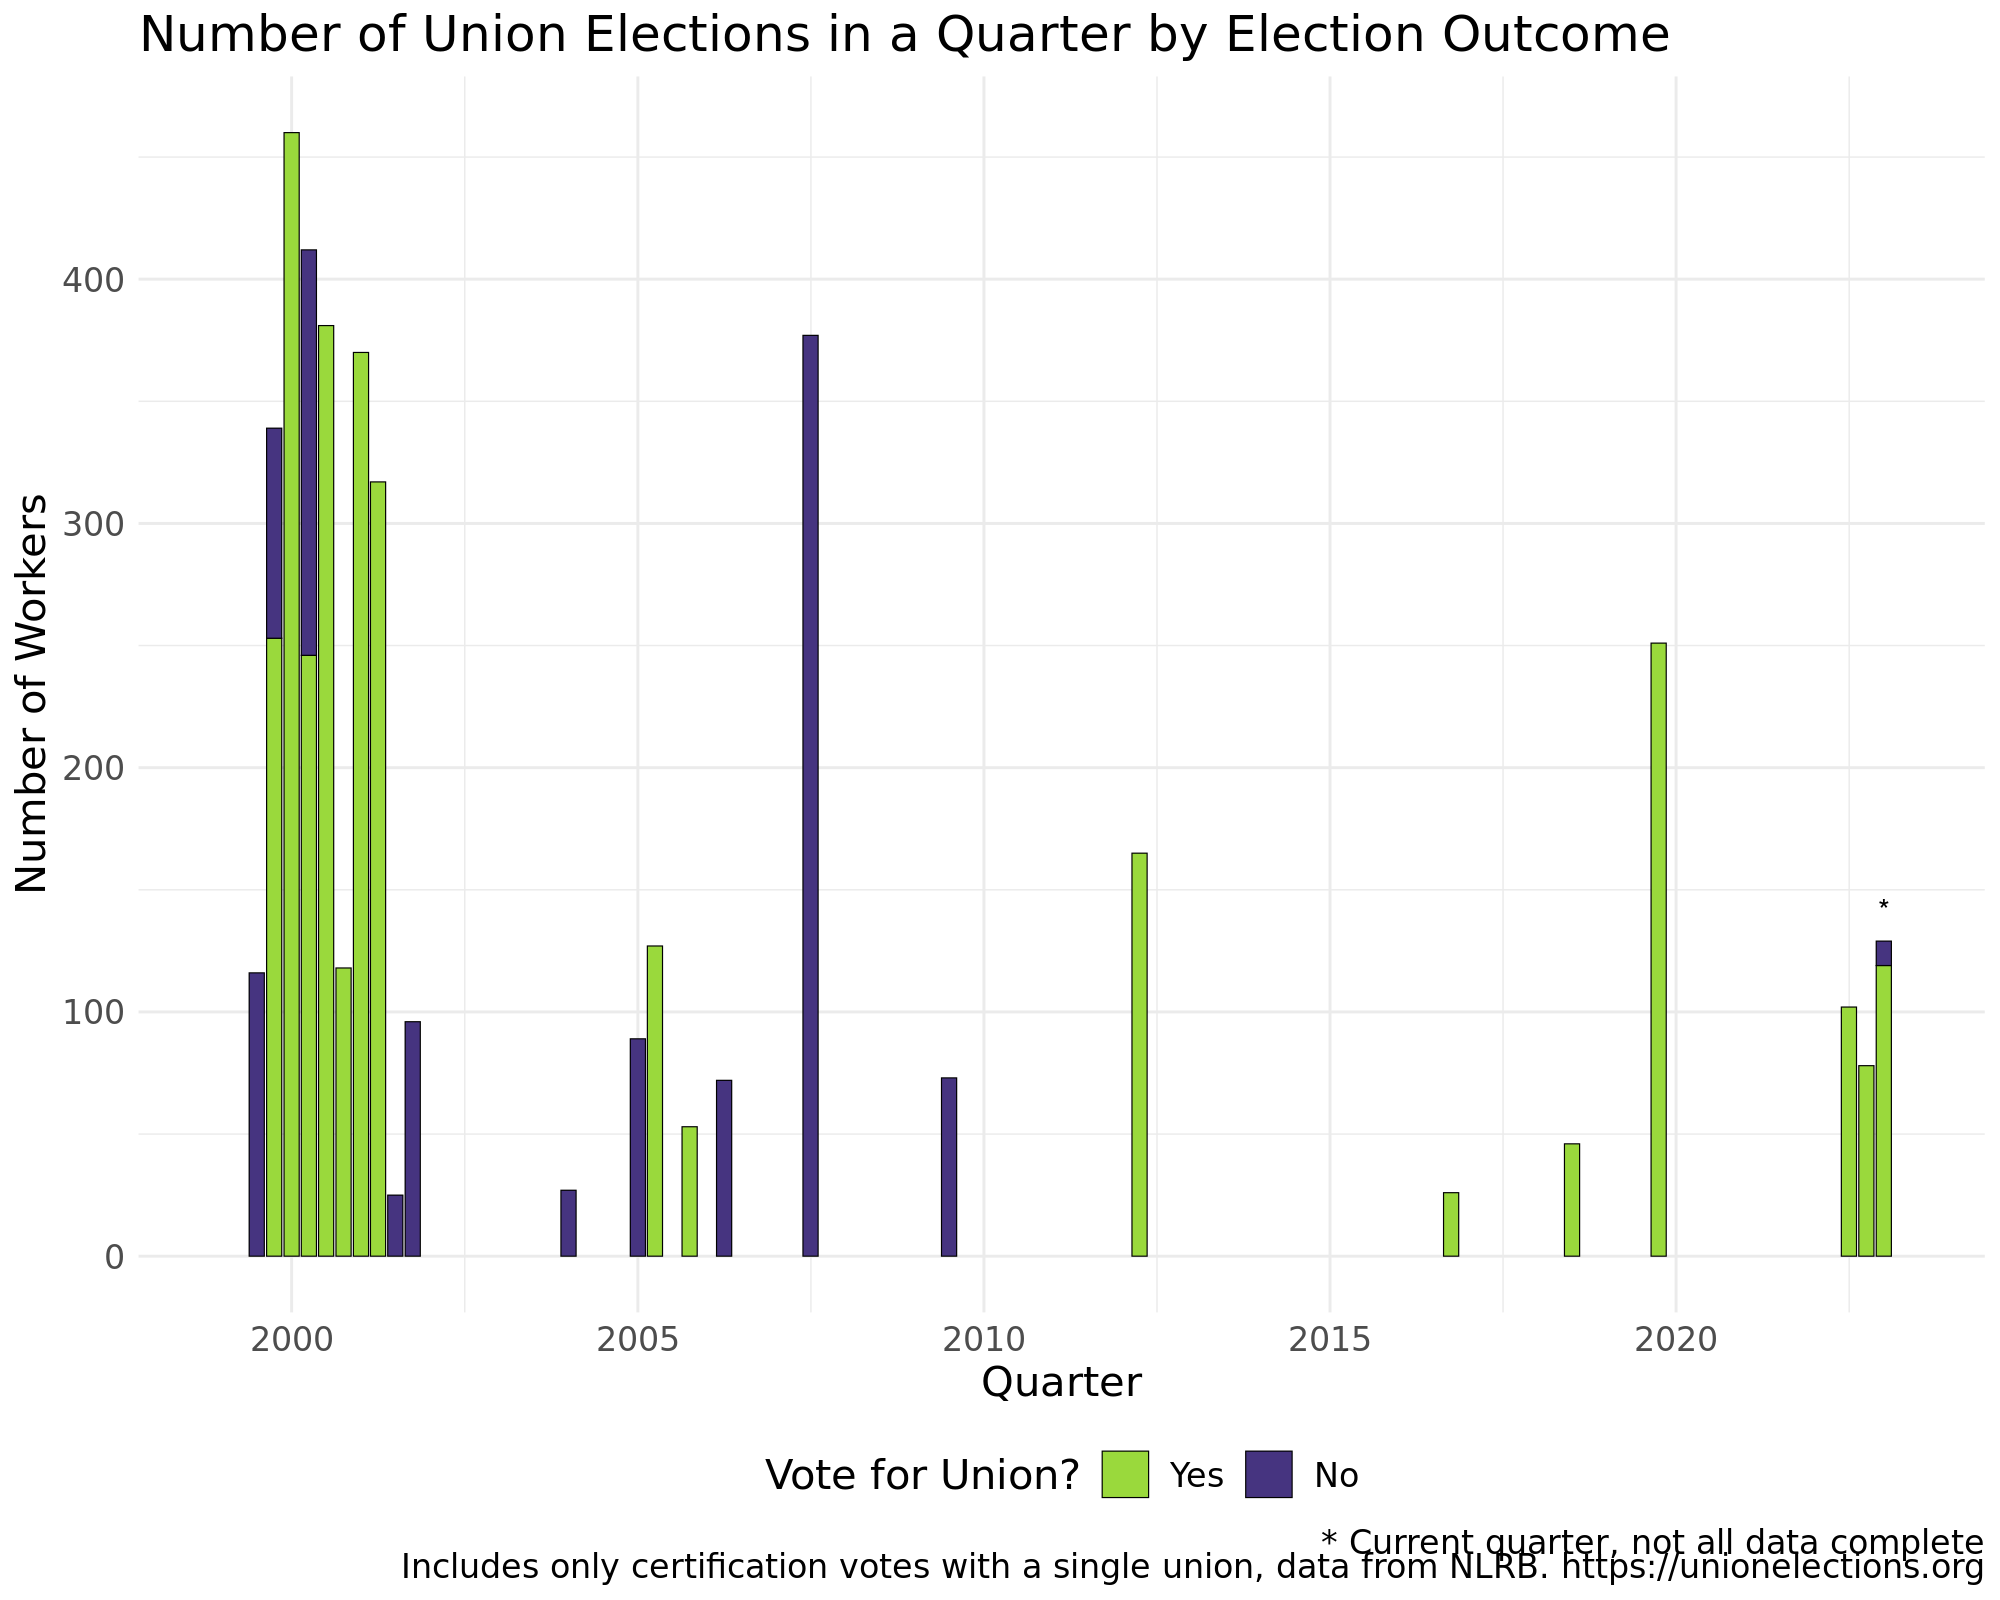 Number of Union Elections in a Quarter by Election Outcome
Number of Workers
400
300
200
100
0
*
2000 2005 2010 2015 2020
Quarter
Vote for Union? Yes No
* Current quarter, not all data complete
Includes only certification votes with a single union, data from NLRB. https://unionelections.org